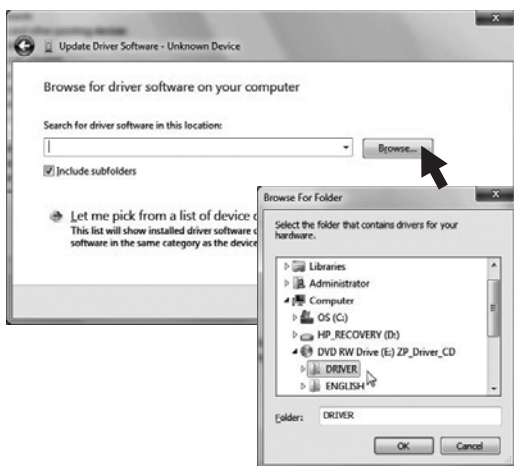 Update Driver Software - Unknown Device
Browse for driver software on your computer
Search for driver software in this location:
Browse...
Include subfolders
Let me pick from a list of device
This list will show installed driver software
software in the same category as the device
Browse For Folder
Select the folder that contains drivers for your
hardware.
Libraries
Administrator
Computer
OS (C:)
HP_RECOVERY (D:)
DVD RW Drive (E:) ZP_Driver_CD
DRIVER
ENGLISH
Folder: DRIVER
OK Cancel